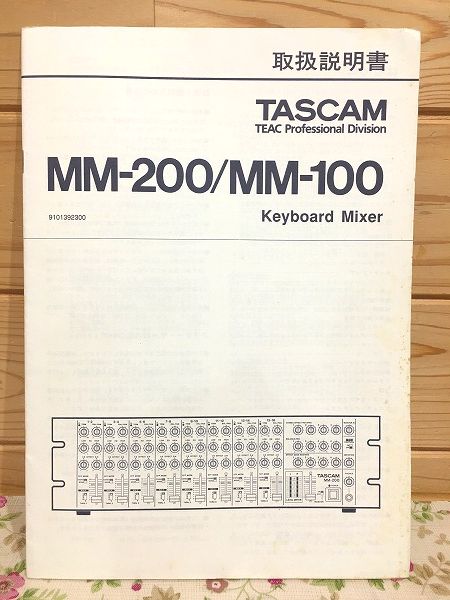 取扱説明書
TASCAM
TEAC Professional Division
MM-200/MM-100
9101392300
Keyboard Mixer
TASCAM
MM-200